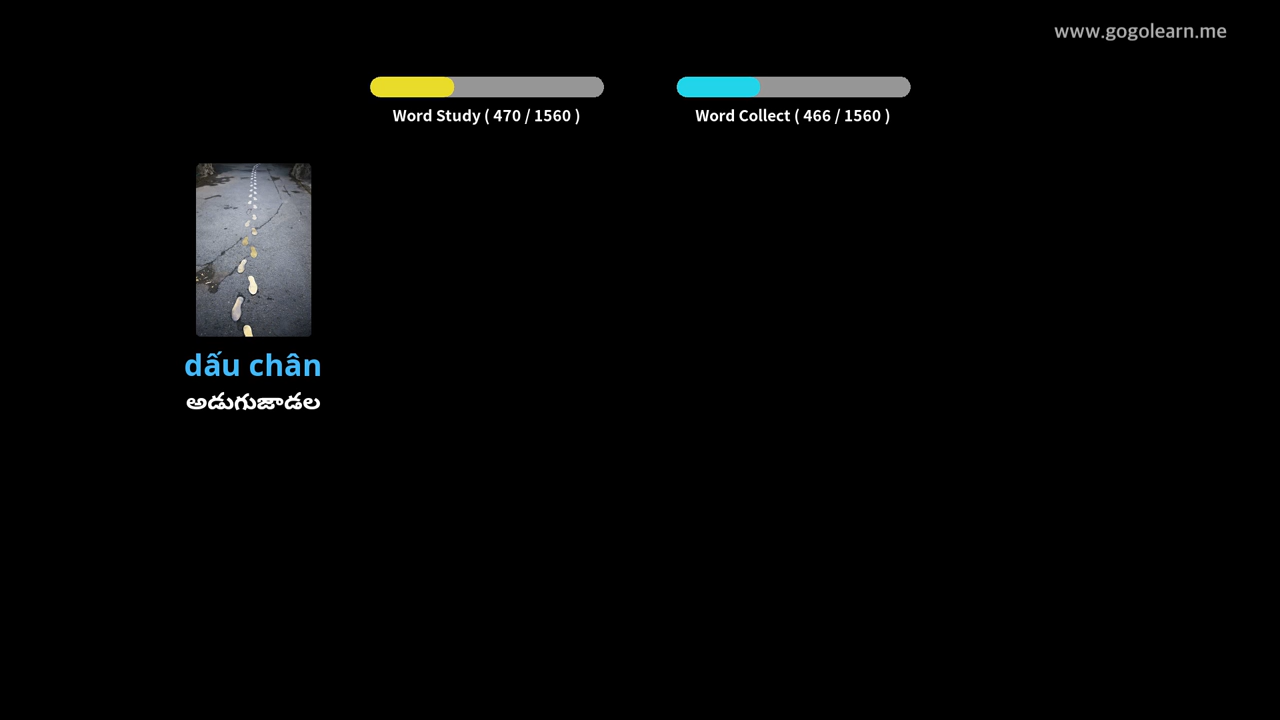 www.gogolearn.me
Word Study ( 470 / 1560 )
Word Collect ( 466 / 1560 )
dấu chân
అడుగుజాడల